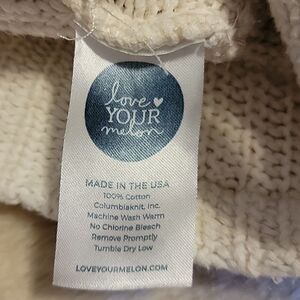 love
YOUR
melon
MADE IN THE USA
100% Cotton
Columbiaknit, Inc.
Machine Wash Warm
No Chlorine Bleach
Remove Promptly
Tumble Dry Low
LOVEYOURMELON.COM